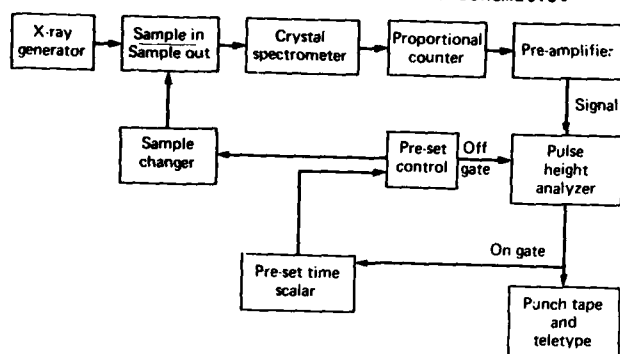 X-ray
generator
Sample in
Sample out
Crystal
spectrometer
Proportional
counter
Pre-amplifier
Signal
Sample
changer
Pre-set
control
Off
gate
Pulse
height
analyzer
On gate
Pre-set time
scalar
Punch tape
and
teletype